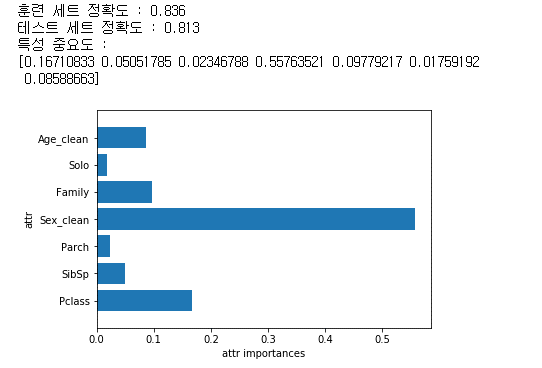 훈련 세트 정확도 : 0.836
테스트 세트 정확도 : 0.813
특성 중요도 :
[0.16710833 0.05051785 0.02346788 0.55763521 0.09779217 0.01759192
0.08588663]
Age_clean
Solo
Family
Sex_clean
Parch
SibSp
Pclass
attr
0.0 0.1 0.2 0.3 0.4 0.5
attr importances